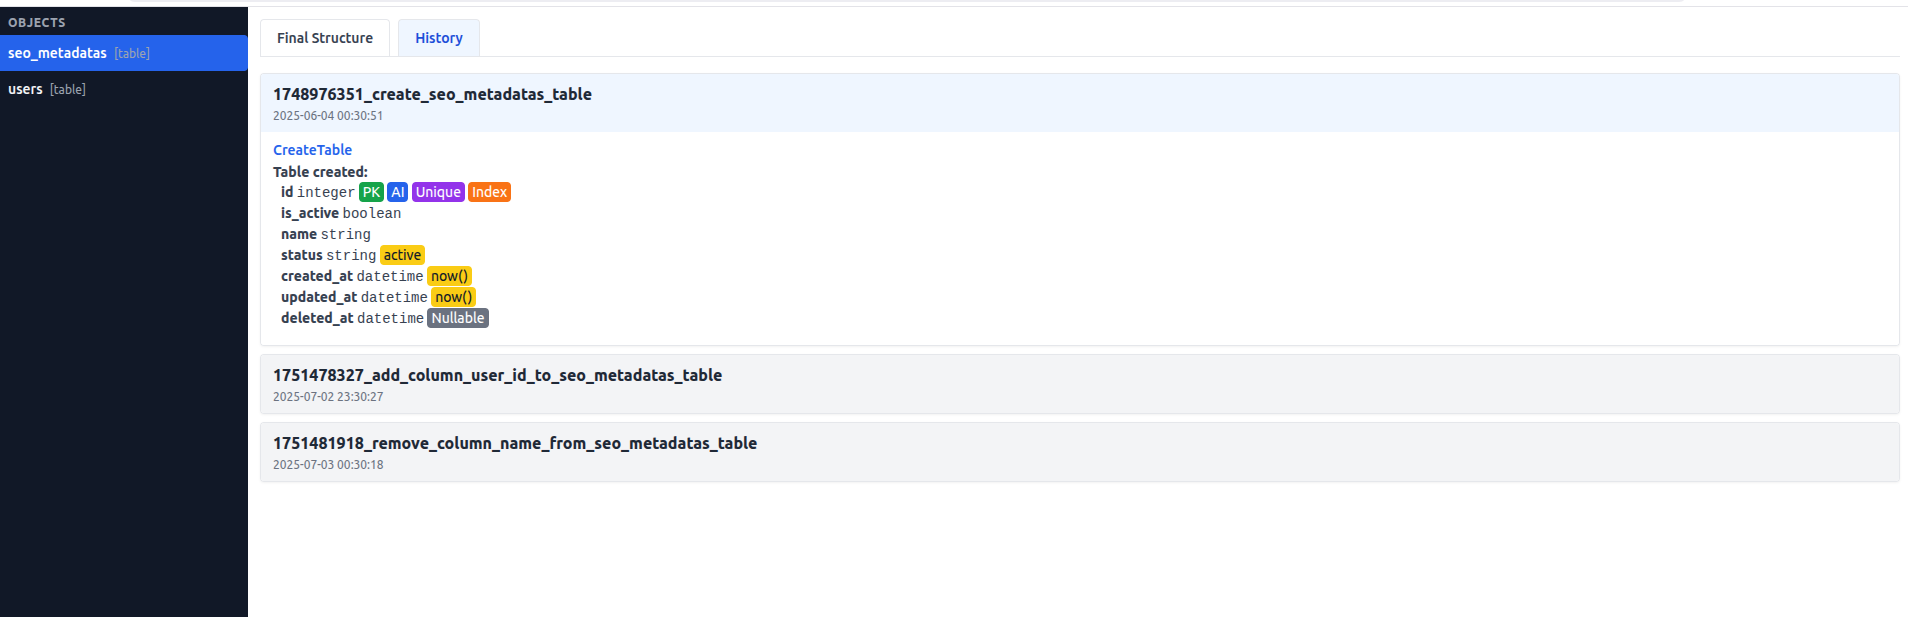 OBJECTS
seo_metadatas [table]
users [table]
Final Structure
History
1748976351_create_seo_metadatas_table
2025-06-04 00:30:51
CreateTable
Table created:
id integer PK AI Unique Index
is_active boolean
name string
status string active
created_at datetime now()
updated_at datetime now()
deleted_at datetime Nullable
1751478327_add_column_user_id_to_seo_metadatas_table
2025-07-02 23:30:27
1751481918_remove_column_name_from_seo_metadatas_table
2025-07-03 00:30:18